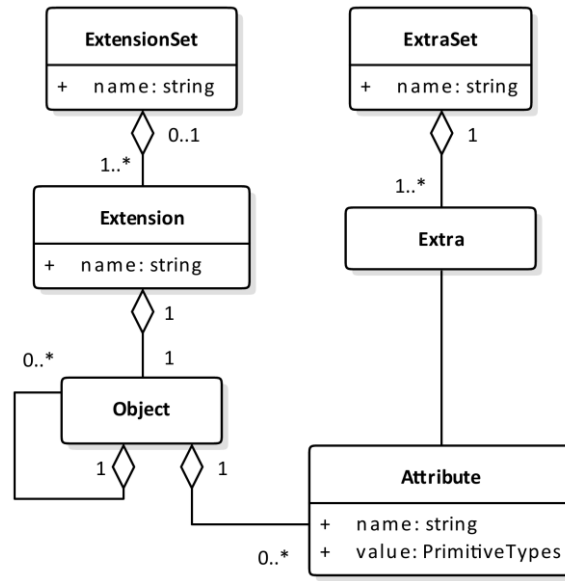 ExtensionSet
+ name: string
0..1
1..*
Extension
+ name: string
1
1
0..*
Object
1
1
0..*
ExtraSet
+ name: string
1
1..*
Extra
Attribute
+ name: string
+ value: PrimitiveTypes